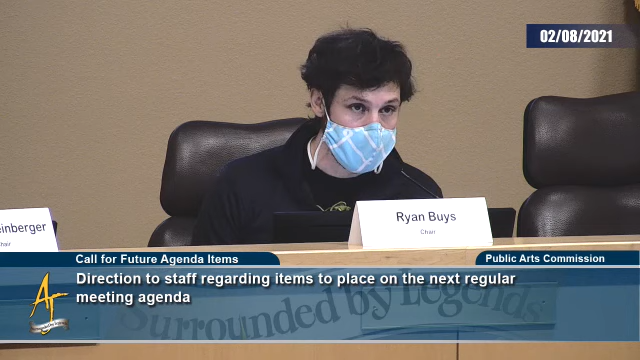 02/08/2021
einberger
hair
Ryan Buys
Chair
Call for Future Agenda Items
Public Arts Commission
Direction to staff regarding items to place on the next regular
meeting agenda
Surrounded by Legends